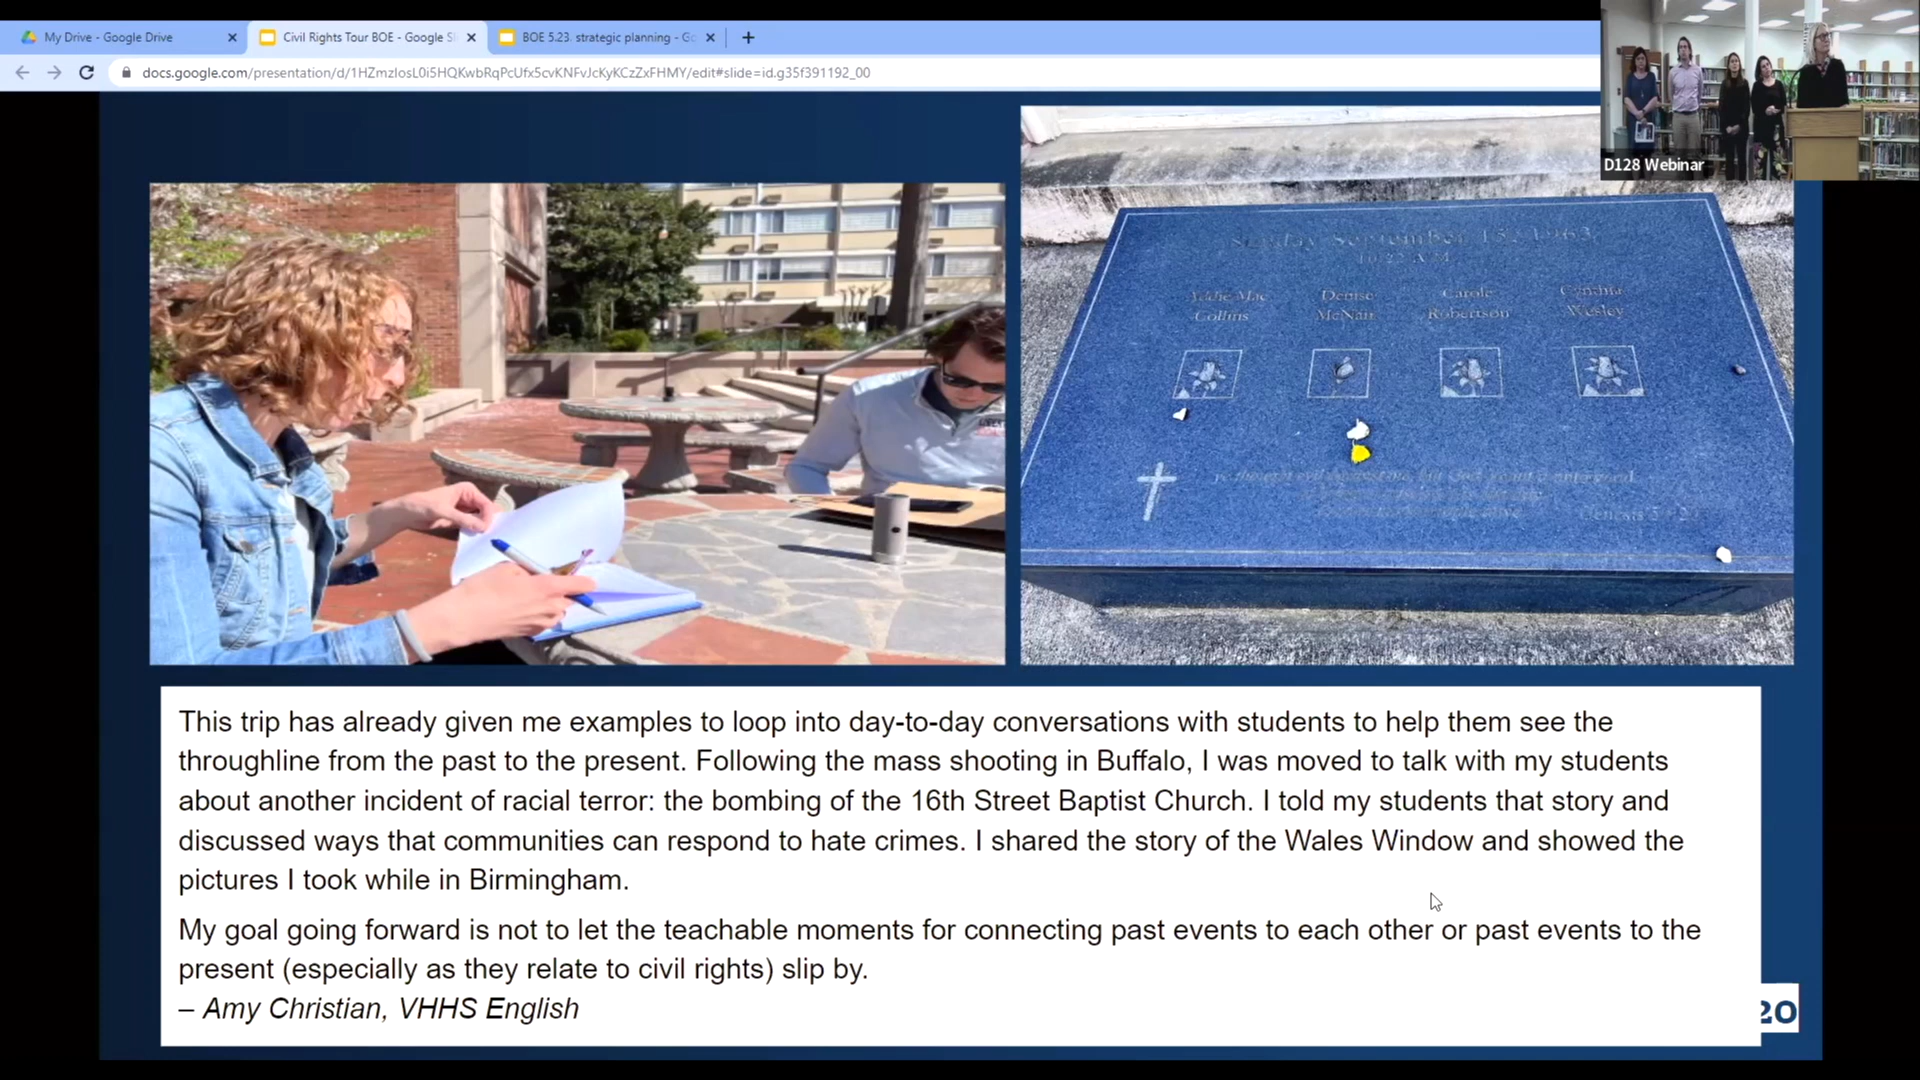 My Drive - Google Drive
Civil Rights Tour BOE - Google S
BOE 5.23. strategic planning - Go
docs.google.com/presentation/d/1HZmzIosL0i5HQKwbRqPcUfx5cvKNFvJcKyKCzZxFHMY/edit#slide=id.g35f391192_00
D128 Webinar
Sunday September 15, 1963
10:22 A.M.
Addie Mae Collins
Denise McNair
Carole Robertson
Cynthia Wesley
Genesis
This trip has already given me examples to loop into day-to-day conversations with students to help them see the
throughline from the past to the present. Following the mass shooting in Buffalo, I was moved to talk with my students
about another incident of racial terror: the bombing of the 16th Street Baptist Church. I told my students that story and
discussed ways that communities can respond to hate crimes. I shared the story of the Wales Window and showed the
pictures I took while in Birmingham.
My goal going forward is not to let the teachable moments for connecting past events to each other or past events to the
present (especially as they relate to civil rights) slip by.
– Amy Christian, VHHS English
20